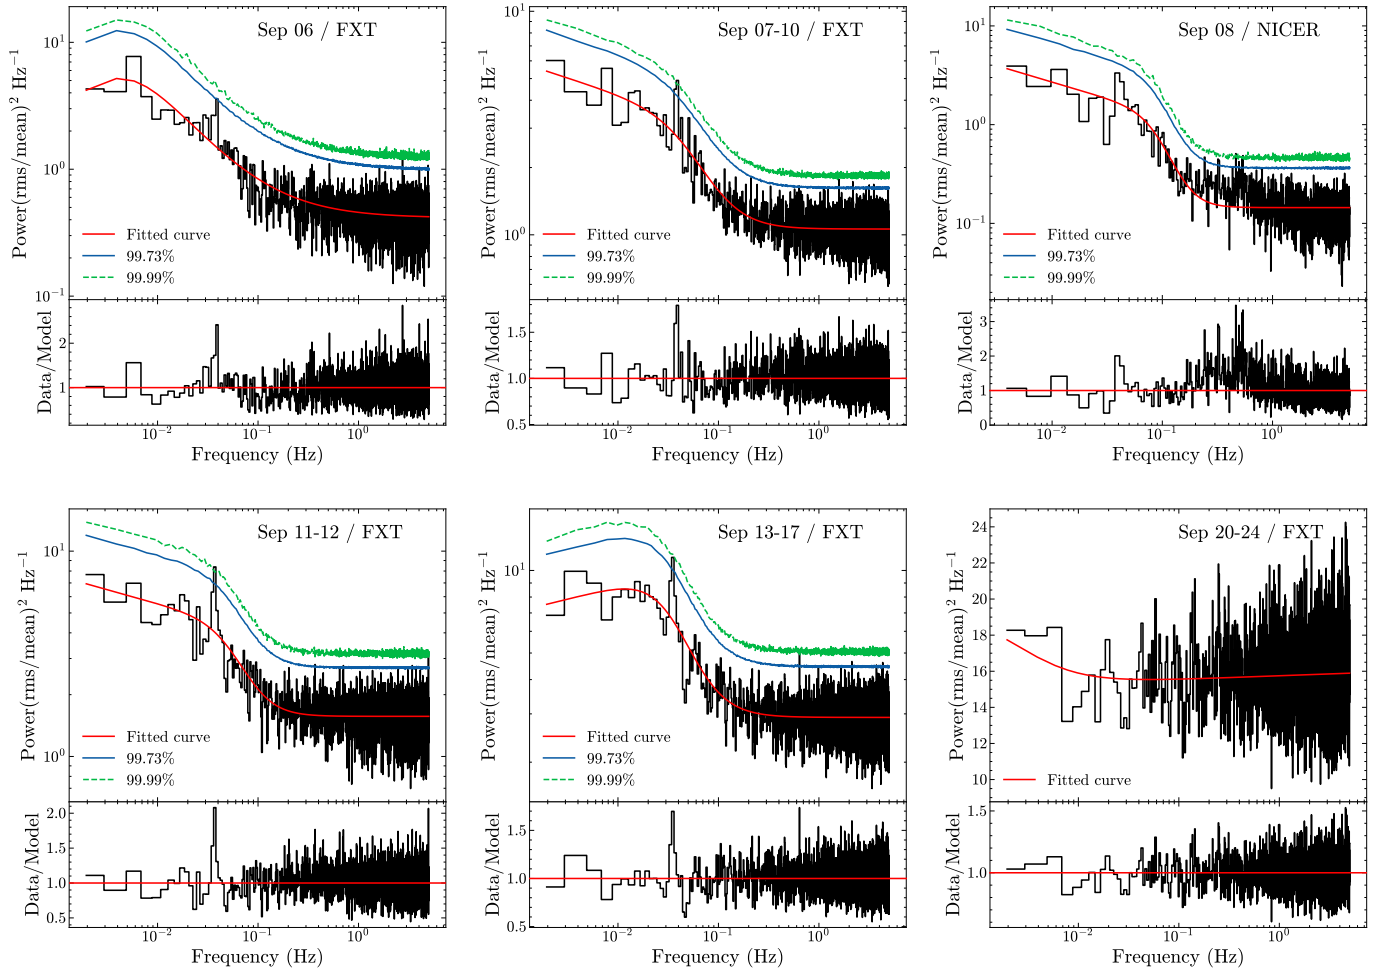 Sep 06 / FXT
Power(rms/mean)² Hz⁻¹
10¹
10⁰
10⁻¹
Fitted curve
99.73%
99.99%
Data/Model
2
1
10⁻² 10⁻¹ 10⁰
Frequency (Hz)
Sep 07-10 / FXT
Power(rms/mean)² Hz⁻¹
10¹
10⁰
Fitted curve
99.73%
99.99%
Data/Model
1.5
1.0
0.5
10⁻² 10⁻¹ 10⁰
Frequency (Hz)
Sep 08 / NICER
Power(rms/mean)² Hz⁻¹
10¹
10⁰
10⁻¹
Fitted curve
99.73%
99.99%
Data/Model
3
2
1
0
10⁻² 10⁻¹ 10⁰
Frequency (Hz)
Sep 11-12 / FXT
Power(rms/mean)² Hz⁻¹
10¹
10⁰
Fitted curve
99.73%
99.99%
Data/Model
2.0
1.5
1.0
0.5
10⁻² 10⁻¹ 10⁰
Frequency (Hz)
Sep 13-17 / FXT
Power(rms/mean)² Hz⁻¹
10¹
Fitted curve
99.73%
99.99%
Data/Model
1.5
1.0
0.5
10⁻² 10⁻¹ 10⁰
Frequency (Hz)
Sep 20-24 / FXT
Power(rms/mean)² Hz⁻¹
24
22
20
18
16
14
12
10
Fitted curve
Data/Model
1.5
1.0
10⁻² 10⁻¹ 10⁰
Frequency (Hz)